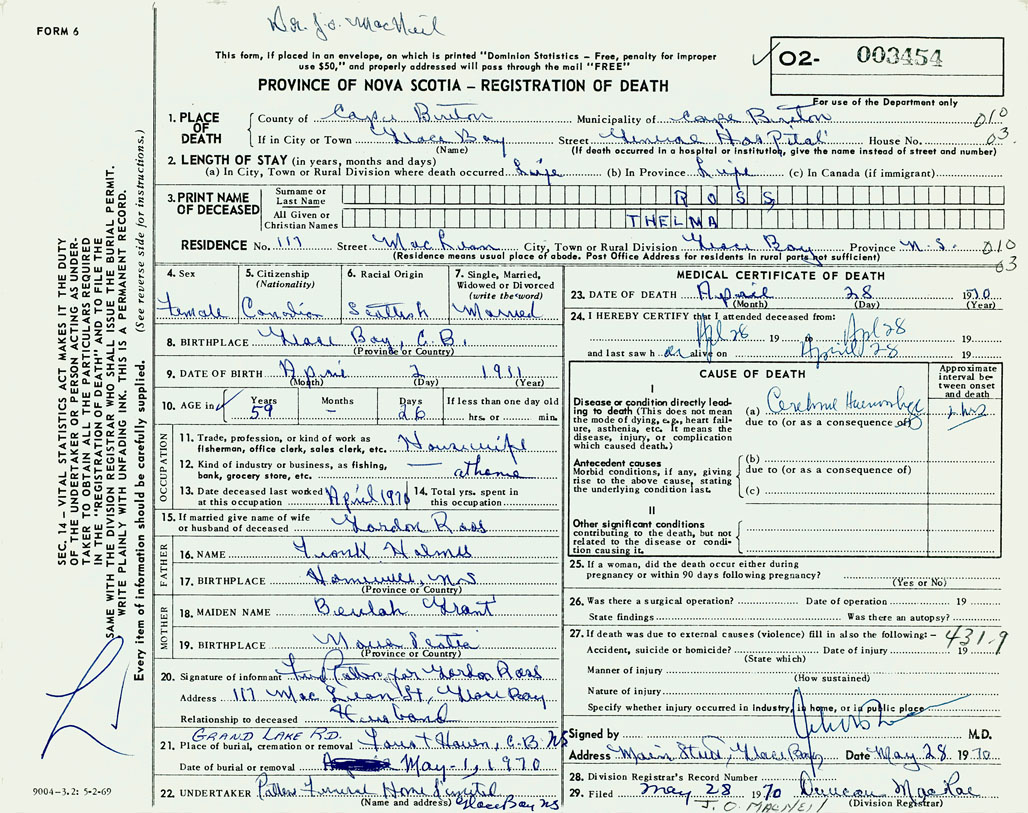 Dr. J.O. MacNeil
FORM 6
This form, if placed in an envelope, on which is printed "Dominion Statistics – Free, penalty for improper
use $50," and properly addressed will pass through the mail "FREE"
O2- 003454
PROVINCE OF NOVA SCOTIA – REGISTRATION OF DEATH
For use of the Department only
1. PLACE OF DEATH
County of Cape Breton Municipality of Cape Breton 010
If in City or Town Glace Bay Street General Hospital House No. 03
(Name) (If death occurred in a hospital or institution, give the name instead of street and number)
2. LENGTH OF STAY (in years, months and days)
(a) In City, Town or Rural Division where death occurred Life (b) In Province Life (c) In Canada (if immigrant)
3. PRINT NAME OF DECEASED
Surname or Last Name ROSS
All Given or Christian Names THELMA
RESIDENCE No. 117 Street MacLean City, Town or Rural Division Glace Bay Province N.S. 010
(Residence means usual place of abode. Post Office Address for residents in rural parts not sufficient) 03
4. Sex Female
5. Citizenship (Nationality) Canadian
6. Racial Origin Scottish
7. Single, Married, Widowed or Divorced (write the word) Married
8. BIRTHPLACE Glace Bay, C.B.
(Province or Country)
9. DATE OF BIRTH April 2 1911
(Month) (Day) (Year)
10. AGE in Years 59 Months – Days 26 If less than one day old
hrs. or min.
OCCUPATION
11. Trade, profession, or kind of work as
fisherman, office clerk, sales clerk, etc. Housewife
12. Kind of industry or business, as fishing,
bank, grocery store, etc. at home
13. Date deceased last worked at this occupation April 1970
14. Total yrs. spent in this occupation
15. If married give name of wife
or husband of deceased Gordon Ross
FATHER
16. NAME Frank Holmes
17. BIRTHPLACE N.S
(Province or Country)
MOTHER
18. MAIDEN NAME Beulah Grant
19. BIRTHPLACE Nova Scotia
(Province or Country)
20. Signature of informant Patten for Gordon Ross
Address 117 MacLean St, Glace Bay
Relationship to deceased Husband
GRAND LAKE RD.
21. Place of burial, cremation or removal Forest Haven, C.B. NS
Date of burial or removal May-1, 1970
22. UNDERTAKER Patten Funeral Home Limited
(Name and address) Glace Bay NS
MEDICAL CERTIFICATE OF DEATH
23. DATE OF DEATH April 28 1970
(Month) (Day) (Year)
24. I HEREBY CERTIFY that I attended deceased from:
Apl 28 19 to Apl 28
and last saw her alive on April 28 19
CAUSE OF DEATH
Approximate interval between onset and death
I
Disease or condition directly leading to death (This does not
mean the mode of dying, e.g., heart failure, asthenia, etc. It means the
disease, injury, or complication
which caused death.)
(a) Cerebral Haemorrhage 2 hrs
due to (or as a consequence of)
Antecedent causes
Morbid conditions, if any, giving
rise to the above cause, stating
the underlying condition last.
(b)
due to (or as a consequence of)
(c)
II
Other significant conditions
contributing to the death, but not
related to the disease or condition causing it.
25. If a woman, did the death occur either during
pregnancy or within 90 days following pregnancy?
(Yes or No)
26. Was there a surgical operation? Date of operation 19
State findings Was there an autopsy?
27. If death was due to external causes (violence) fill in also the following: – 431.9
Accident, suicide or homicide? Date of injury 19
(State which)
Manner of injury
(How sustained)
Nature of injury
Specify whether injury occurred in industry, in home, or in public place
Signed by M.D.
Address Main Street, Glace Bay Date May 28 1970
28. Division Registrar's Record Number
29. Filed May 28 1970 Duncan MacRae
J. O. MACNEIL (Division Registrar)
SEC. 14 – VITAL STATISTICS ACT MAKES IT THE DUTY
OF THE UNDERTAKER OR PERSON ACTING AS UNDERTAKER
TO OBTAIN ALL THE PARTICULARS REQUIRED
IN THE "REGISTRATION OF DEATH" AND TO FILE THE
SAME WITH THE DIVISION REGISTRAR WHO SHALL ISSUE THE BURIAL PERMIT.
WRITE PLAINLY WITH UNFADING INK. THIS IS A PERMANENT RECORD.
Every item of information should be carefully supplied. (See reverse side for instructions.)
9004-3.2: 5-2-69